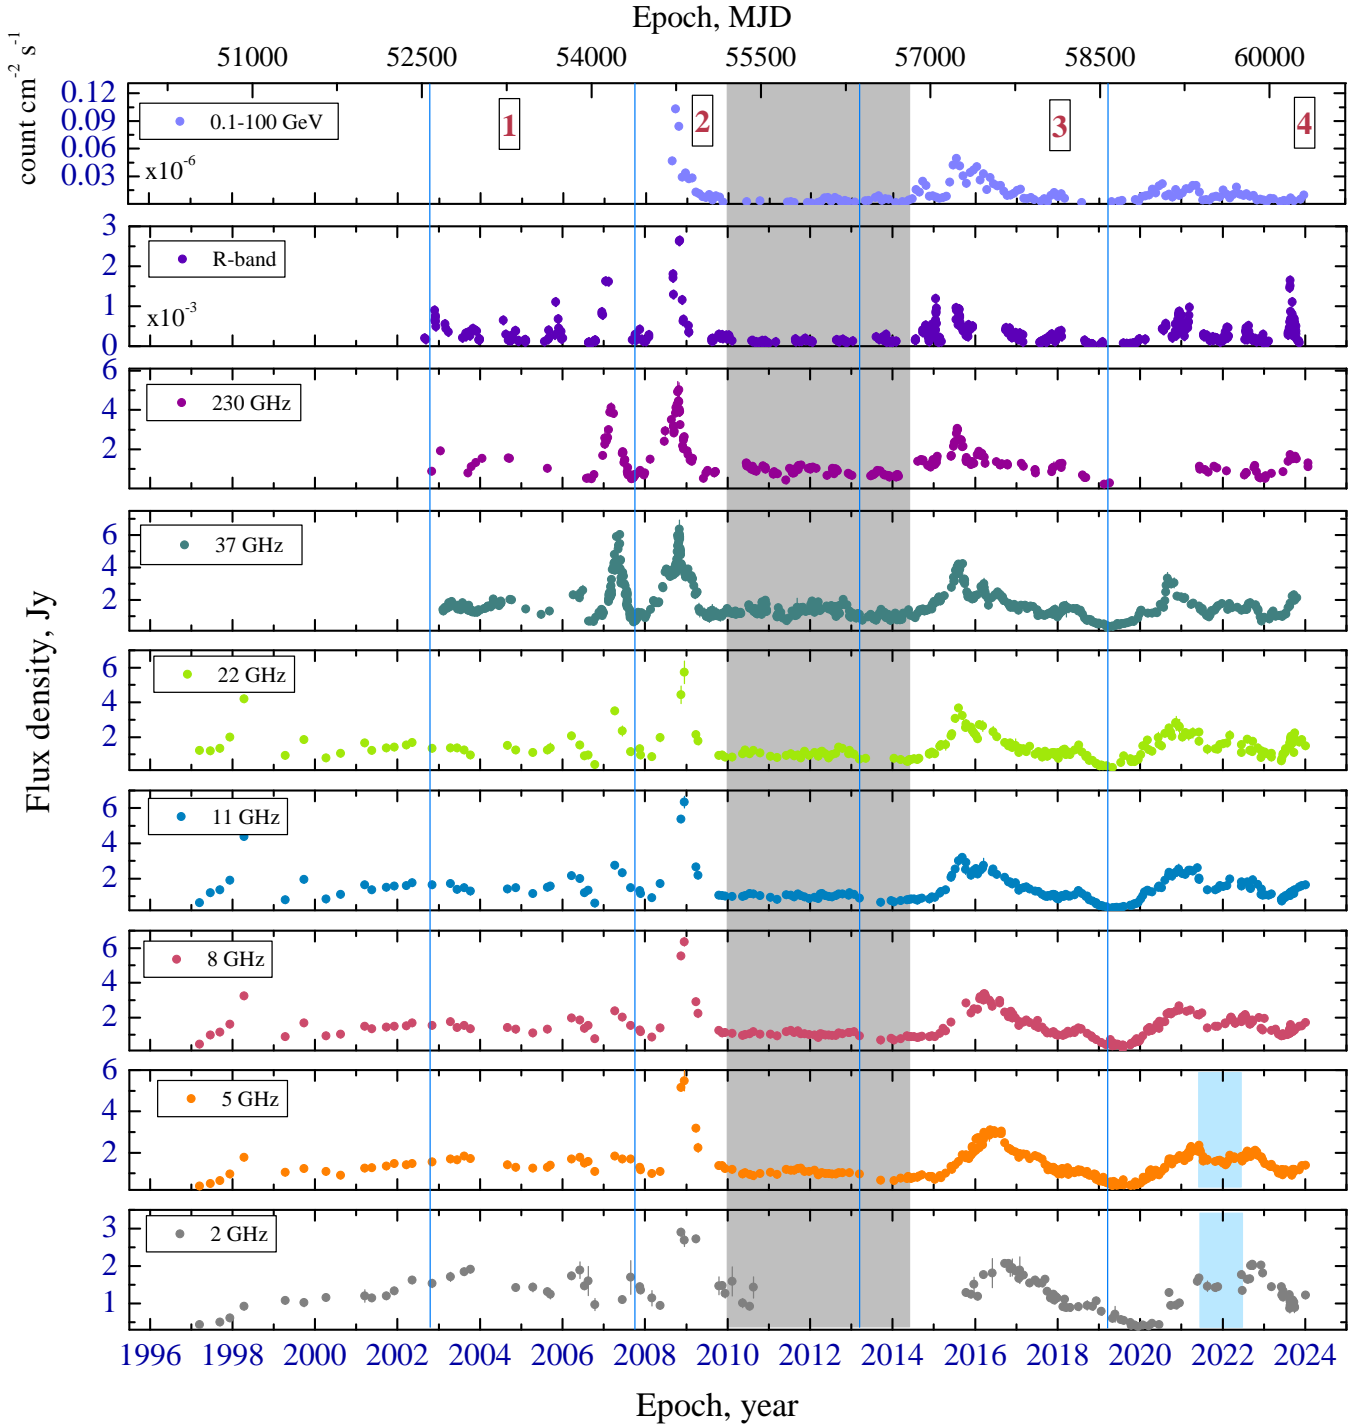 Epoch, MJD
51000 52500 54000 55500 57000 58500 60000
count cm⁻² s⁻¹
0.12
0.09
0.06
0.03
0.1-100 GeV
x10⁻⁶
1 2 3 4
3
2
1
0
R-band
x10⁻³
6
4
2
230 GHz
6
4
2
37 GHz
Flux density, Jy
6
4
2
22 GHz
6
4
2
11 GHz
6
4
2
8 GHz
6
4
2
5 GHz
3
2
1
2 GHz
1996 1998 2000 2002 2004 2006 2008 2010 2012 2014 2016 2018 2020 2022 2024
Epoch, year